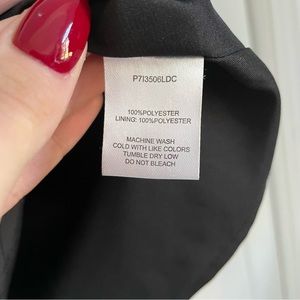 P7I3506LDC
100%POLYESTER
LINING: 100%POLYESTER
MACHINE WASH
COLD WITH LIKE COLORS
TUMBLE DRY LOW
DO NOT BLEACH